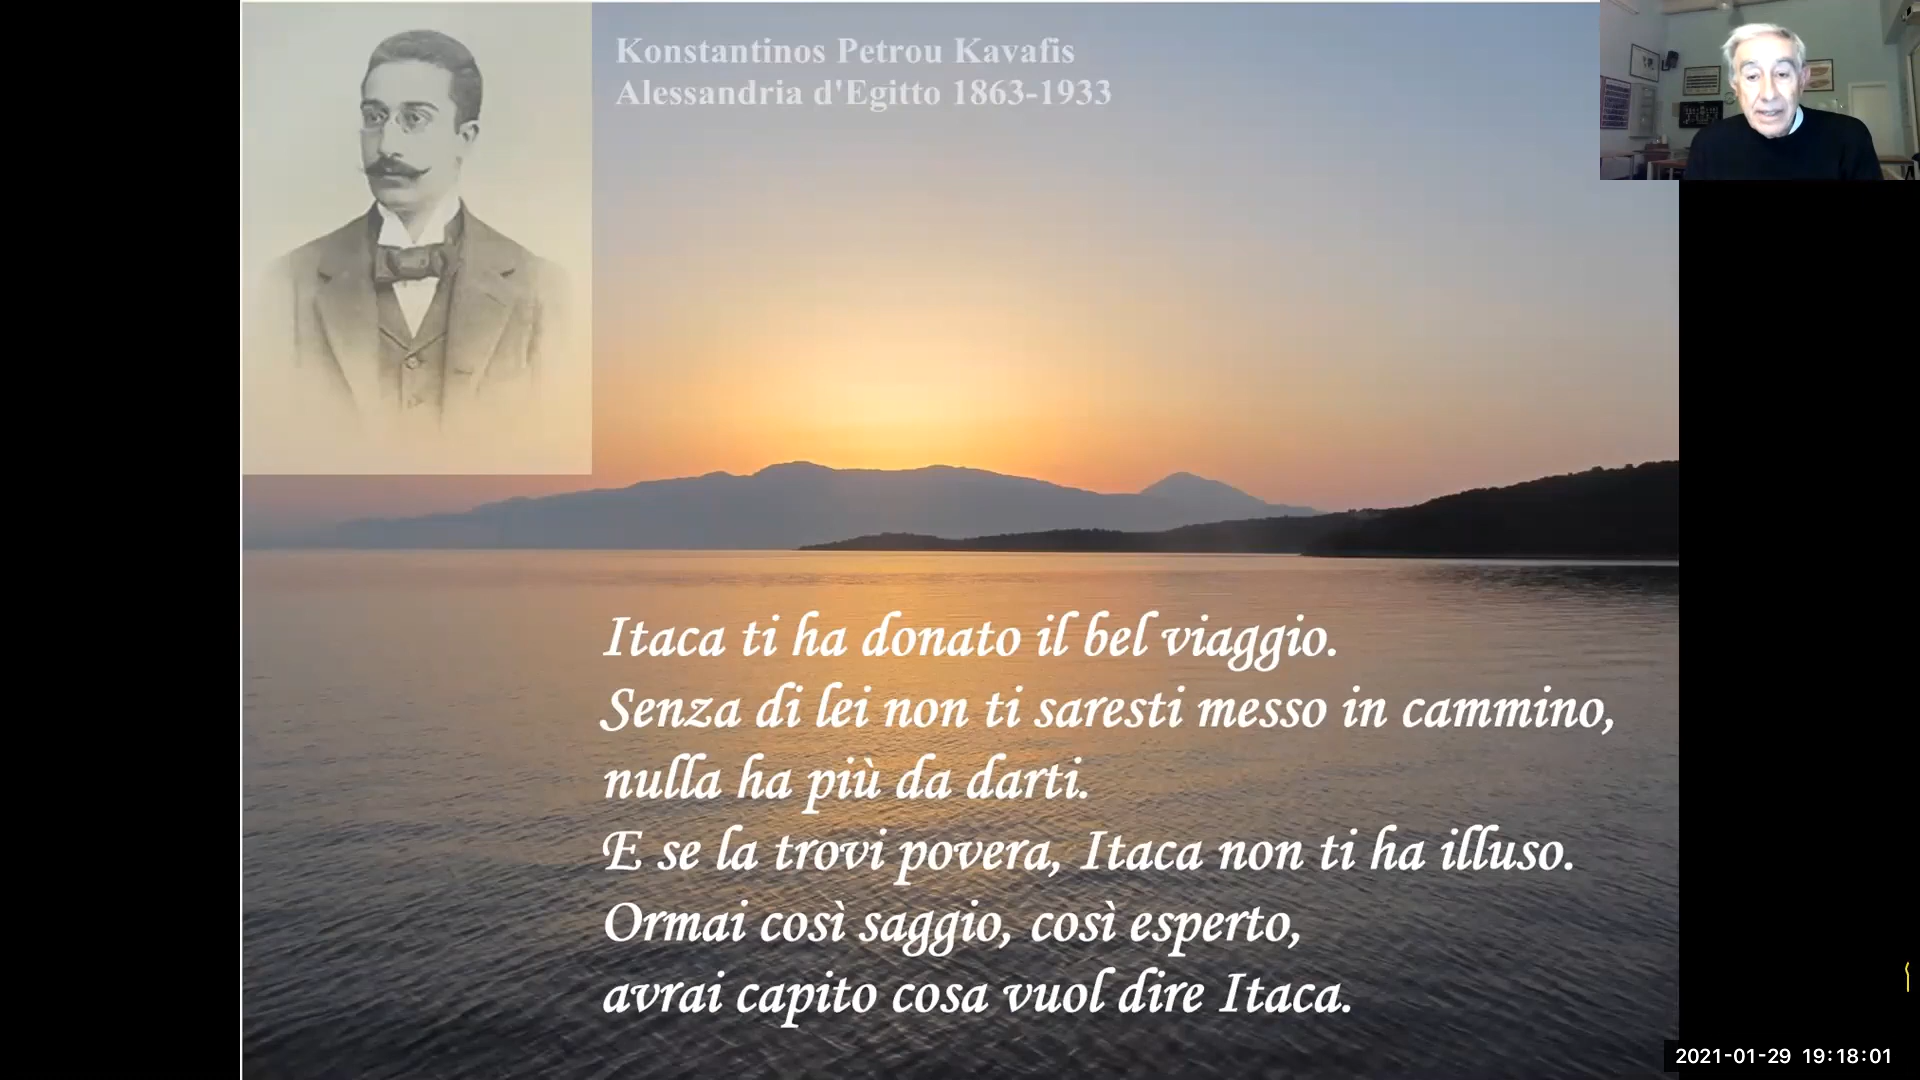 Konstantinos Petrou Kavafis
Alessandria d'Egitto 1863-1933
Itaca ti ha donato il bel viaggio.
Senza di lei non ti saresti messo in cammino,
nulla ha più da darti.
E se la trovi povera, Itaca non ti ha illuso.
Ormai così saggio, così esperto,
avrai capito cosa vuol dire Itaca.
2021-01-29 19:18:01